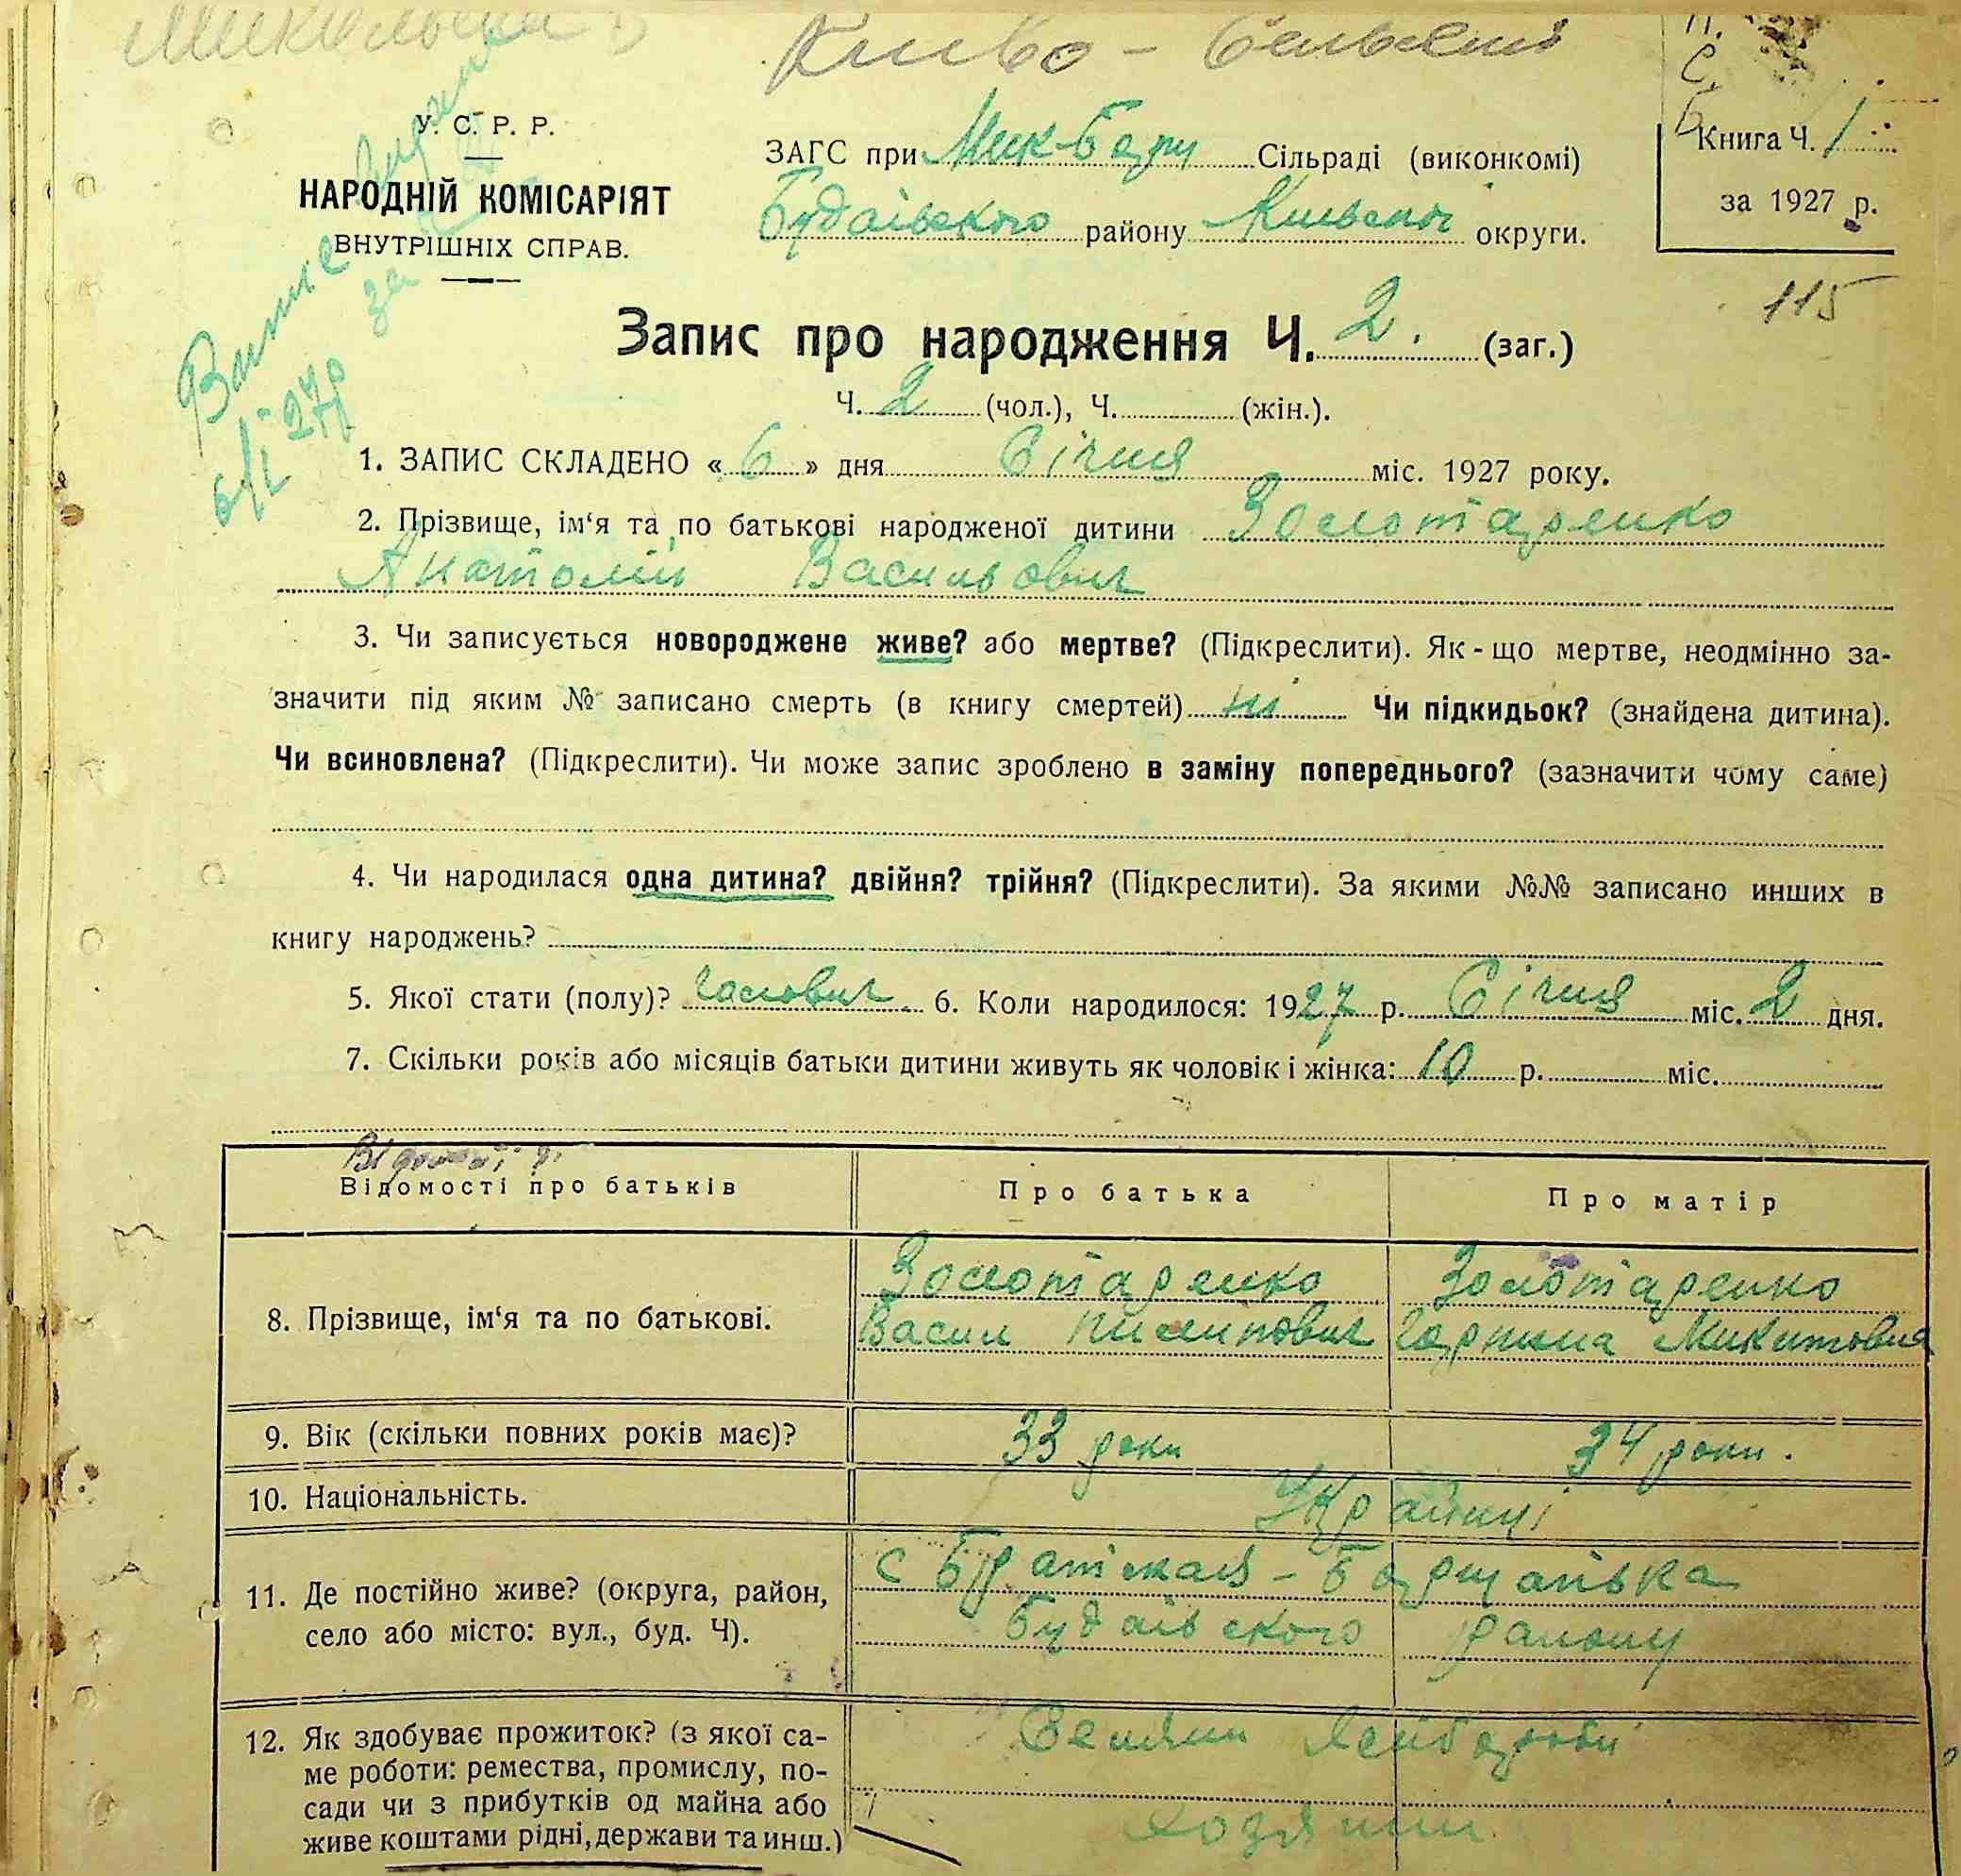 Києво-
У. С. Р. Р.
НАРОДНІЙ КОМІСАРІЯТ
ВНУТРІШНІХ СПРАВ.
ЗАГС при Мик-Борщ Сільраді (виконкомі)
Будаївського району Київської округи.
Книга Ч. 1
за 1927 р.
115
Запис про народження Ч. 2. (заг.)
Ч. 2 (чол.), Ч. (жін.).
1. ЗАПИС СКЛАДЕНО « 6 » дня Січня міс. 1927 року.
2. Прізвище, ім‘я та по батькові народженої дитини Золотаренко
Анатолій Васильович
3. Чи записується новороджене живе? або мертве? (Підкреслити). Як-що мертве, неодмінно за-
значити під яким № записано смерть (в книгу смертей) ні Чи підкидьок? (знайдена дитина).
Чи всиновлена? (Підкреслити). Чи може запис зроблено в заміну попереднього? (зазначити чому саме)
4. Чи народилася одна дитина? двійня? трійня? (Підкреслити). За якими №№ записано инших в
книгу народжень?
5. Якої стати (полу)? 6. Коли народилося: 1927 р. Січня міс. 2 дня.
7. Скільки років або місяців батьки дитини живуть як чоловік і жінка: 10 р. міс.
Відомості про батьків Про батька Про матір
8. Прізвище, ім‘я та по батькові. Золотаренко Золотаренко
Васил Пилипович Микитовна
9. Вік (скільки повних років має)? 33 роки 34 роки.
10. Національність. Українці
11. Де постійно живе? (округа, район,
село або місто: вул., буд. Ч).
с Братська-Борщаївка
Будаївського району
12. Як здобуває прожиток? (з якої са-
ме роботи: ремества, промислу, по-
сади чи з прибутків од майна або
живе коштами рідні, держави та инш.)